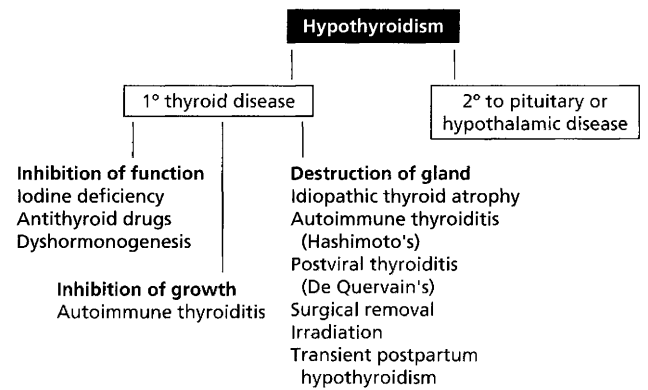 Hypothyroidism
1° thyroid disease
2° to pituitary or
hypothalamic disease
Inhibition of function
Iodine deficiency
Antithyroid drugs
Dyshormonogenesis
Inhibition of growth
Autoimmune thyroiditis
Destruction of gland
Idiopathic thyroid atrophy
Autoimmune thyroiditis
(Hashimoto's)
Postviral thyroiditis
(De Quervain's)
Surgical removal
Irradiation
Transient postpartum
hypothyroidism